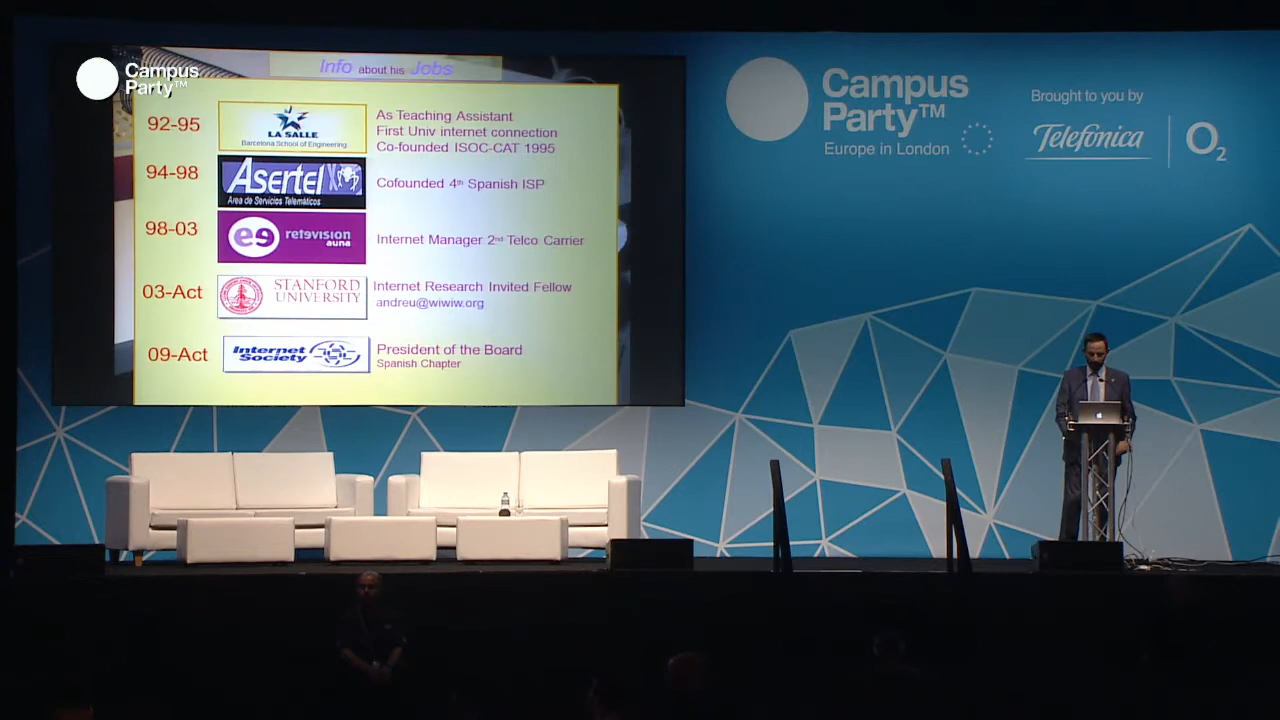 Campus
Party™
Info about his Jobs
92-95
LA SALLE
Barcelona School of Engineering
As Teaching Assistant
First Univ internet connection
Co-founded ISOC-CAT 1995
94-98
Asertel
Area de Servicios Telemáticos
Cofounded 4th Spanish ISP
98-03
retevision
auna
Internet Manager 2nd Telco Carrier
03-Act
STANFORD
UNIVERSITY
Internet Research Invited Fellow
andreu@wiwiw.org
09-Act
Internet
Society
President of the Board
Spanish Chapter
Campus
Party™
Europe in London
Brought to you by
Telefónica
O2